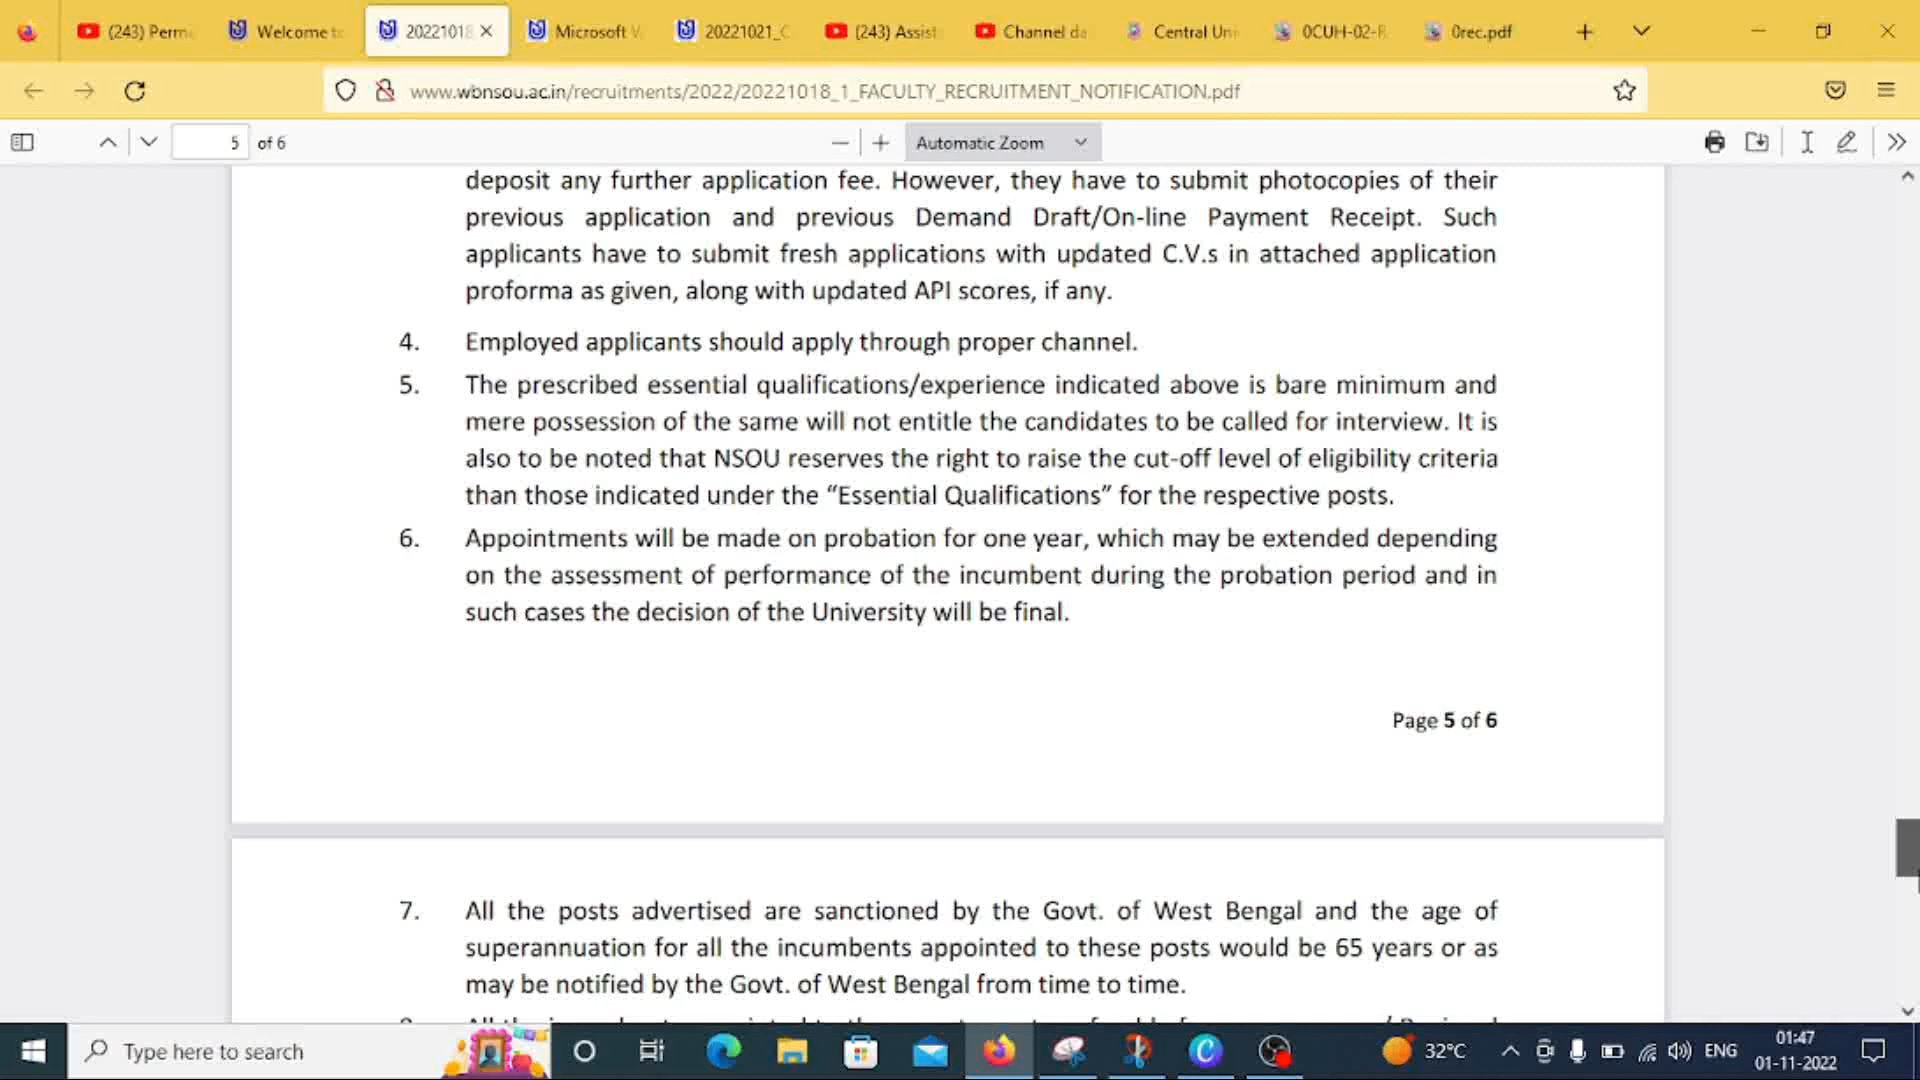 (243) Perm
Welcome to
20221018
Microsoft
20221021_C
(243) Assist
Channel da
Central Uni
0CUH-02-R
0rec.pdf
www.wbnsou.ac.in/recruitments/2022/20221018_1_FACULTY_RECRUITMENT_NOTIFICATION.pdf
5 of 6
Automatic Zoom
deposit any further application fee. However, they have to submit photocopies of their
previous application and previous Demand Draft/On-line Payment Receipt. Such
applicants have to submit fresh applications with updated C.V.s in attached application
proforma as given, along with updated API scores, if any.
4. Employed applicants should apply through proper channel.
5. The prescribed essential qualifications/experience indicated above is bare minimum and
mere possession of the same will not entitle the candidates to be called for interview. It is
also to be noted that NSOU reserves the right to raise the cut-off level of eligibility criteria
than those indicated under the “Essential Qualifications” for the respective posts.
6. Appointments will be made on probation for one year, which may be extended depending
on the assessment of performance of the incumbent during the probation period and in
such cases the decision of the University will be final.
Page 5 of 6
7. All the posts advertised are sanctioned by the Govt. of West Bengal and the age of
superannuation for all the incumbents appointed to these posts would be 65 years or as
may be notified by the Govt. of West Bengal from time to time.
Type here to search
32°C
ENG
01:47
01-11-2022